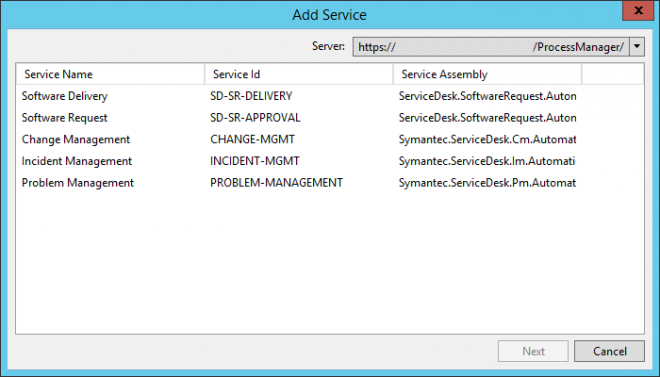 Add Service
x
Server: https:// /ProcessManager/
Service Name Service Id Service Assembly
Software Delivery SD-SR-DELIVERY ServiceDesk.SoftwareRequest.Auton
Software Request SD-SR-APPROVAL ServiceDesk.SoftwareRequest.Auton
Change Management CHANGE-MGMT Symantec.ServiceDesk.Cm.Automat
Incident Management INCIDENT-MGMT Symantec.ServiceDesk.Im.Automati
Problem Management PROBLEM-MANAGEMENT Symantec.ServiceDesk.Pm.Automat
Next Cancel